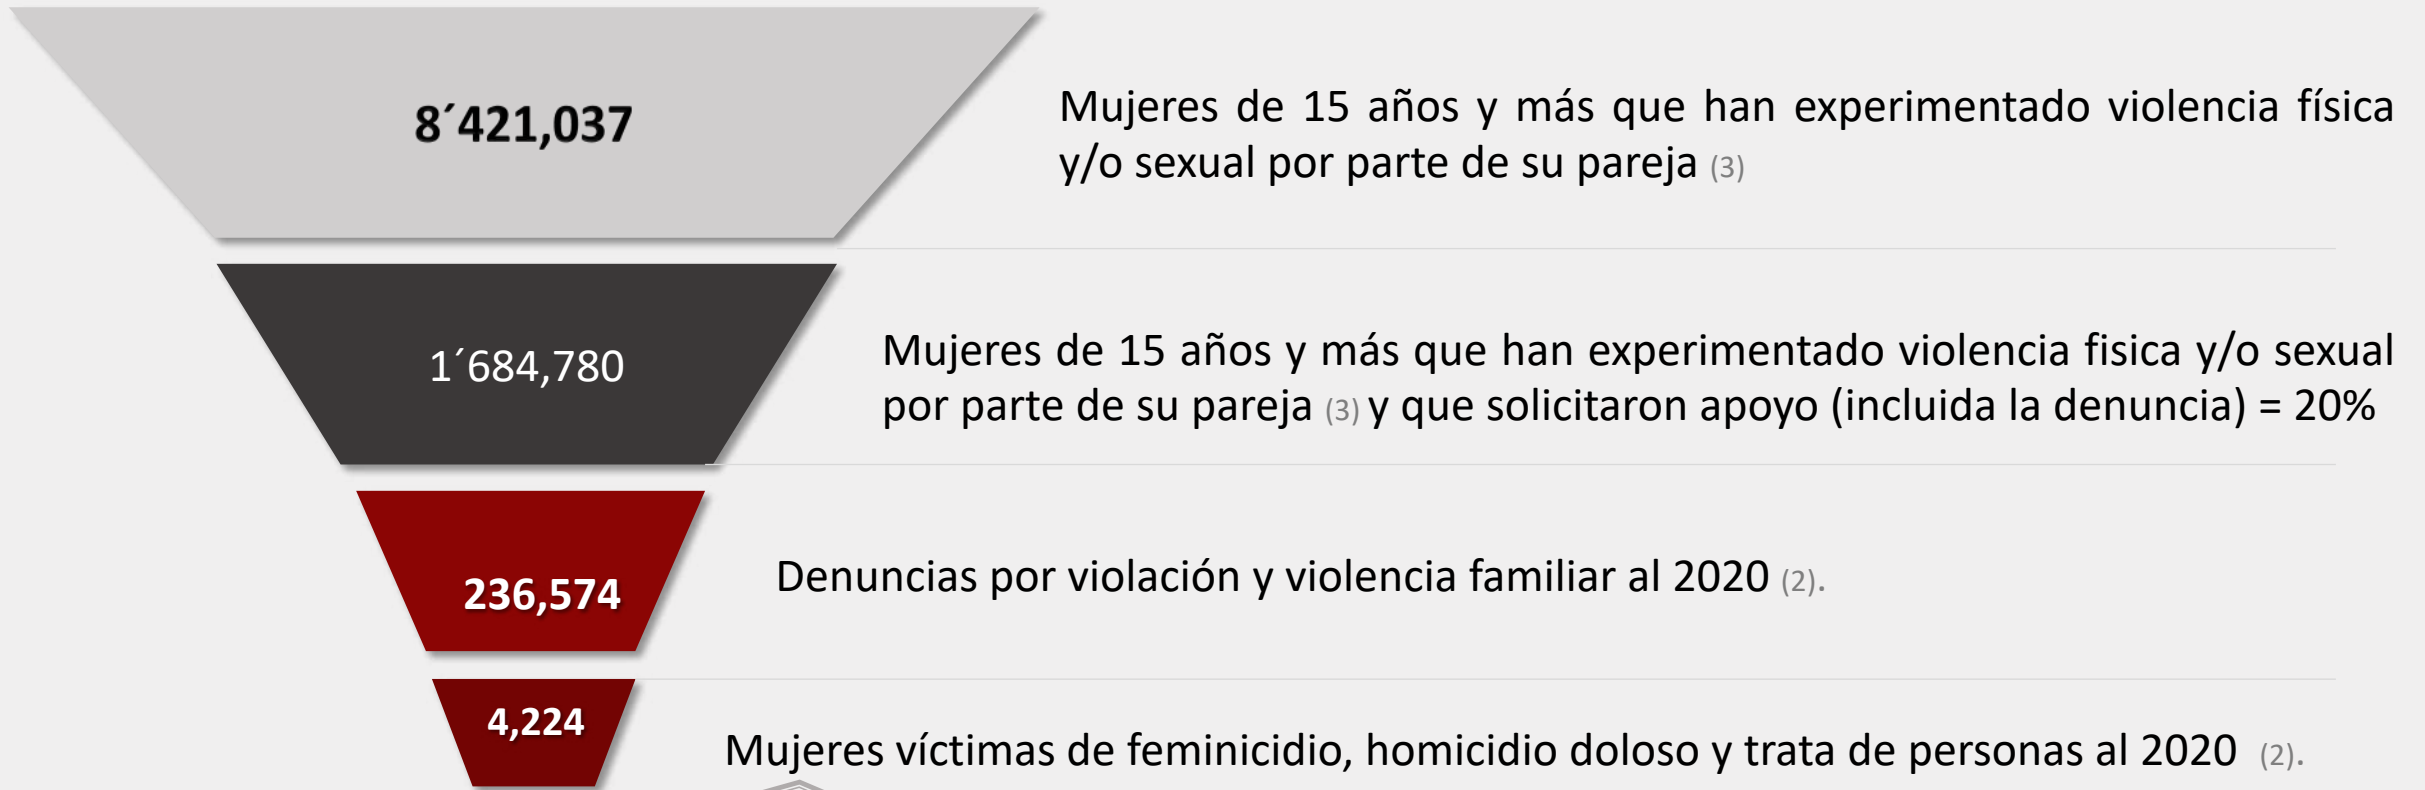 8´421,037
Mujeres de 15 años y más que han experimentado violencia física
y/o sexual por parte de su pareja (3)
1´684,780
Mujeres de 15 años y más que han experimentado violencia fisica y/o sexual
por parte de su pareja (3) y que solicitaron apoyo (incluida la denuncia) = 20%
236,574
Denuncias por violación y violencia familiar al 2020 (2).
4,224
Mujeres víctimas de feminicidio, homicidio doloso y trata de personas al 2020 (2).